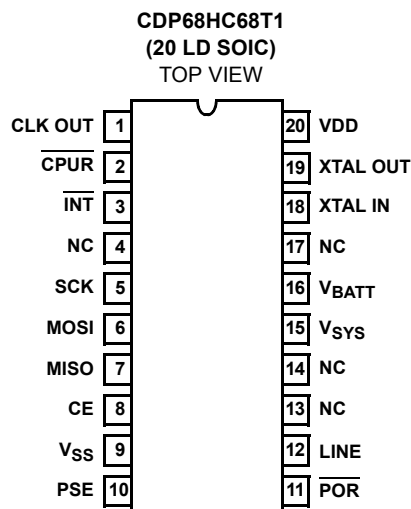 CDP68HC68T1
(20 LD SOIC)
TOP VIEW
CLK OUT 1 20 VDD
CPUR 2 19 XTAL OUT
INT 3 18 XTAL IN
NC 4 17 NC
SCK 5 16 VBATT
MOSI 6 15 VSYS
MISO 7 14 NC
CE 8 13 NC
VSS 9 12 LINE
PSE 10 11 POR